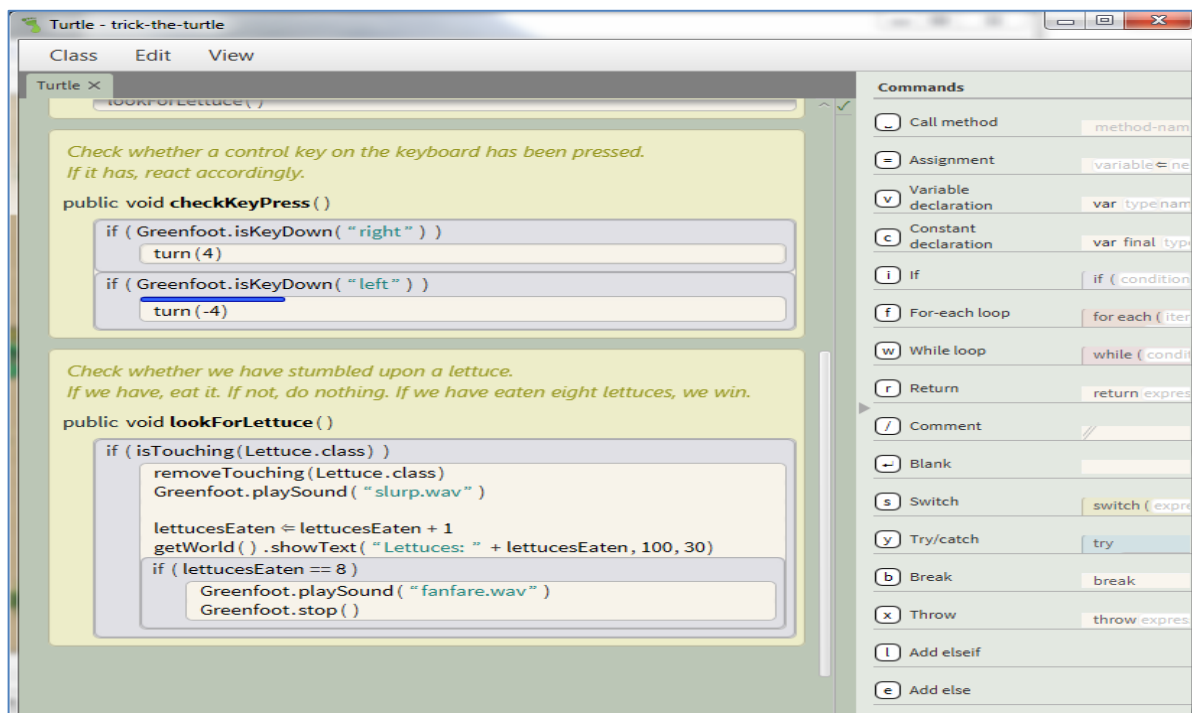 Turtle - trick-the-turtle
Class Edit View
Turtle
lookForLettuce()
Check whether a control key on the keyboard has been pressed.
If it has, react accordingly.
public void checkKeyPress()
if ( Greenfoot.isKeyDown( “right” ) )
turn(4)
if ( Greenfoot.isKeyDown( “left” ) )
turn(-4)
Check whether we have stumbled upon a lettuce.
If we have, eat it. If not, do nothing. If we have eaten eight lettuces, we win.
public void lookForLettuce()
if ( isTouching(Lettuce.class) )
removeTouching(Lettuce.class)
Greenfoot.playSound( “slurp.wav” )
lettucesEaten ⇐ lettucesEaten + 1
getWorld() .showText( “Lettuces: ” + lettucesEaten, 100, 30)
if ( lettucesEaten == 8 )
Greenfoot.playSound( “fanfare.wav” )
Greenfoot.stop()
Commands
Call method method-nam
= Assignment variable ⇐ ne
v Variable declaration var type nam
c Constant declaration var final type
i If if ( condition
f For-each loop for each ( iter
w While loop while ( condit
r Return return expres
/ Comment //
↵ Blank
s Switch switch ( expre
y Try/catch try
b Break break
x Throw throw expres
l Add elseif
e Add else